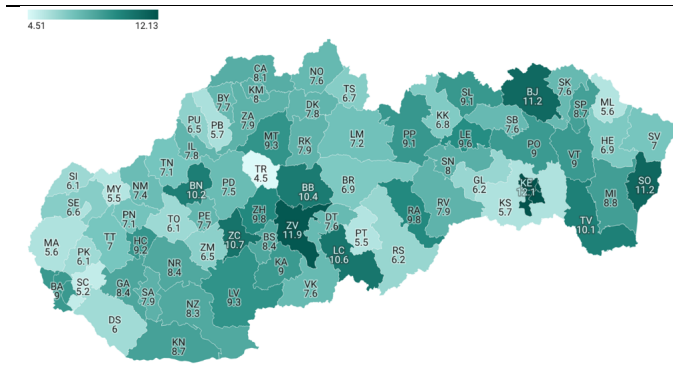 4.51
12.13
CA
8.1
NO
7.6
TS
6.7
KM
8
BY
7.7
DK
7.8
ZA
7.9
PU
6.5
PB
5.7
MT
9.3
RK
7.9
LM
7.2
IL
7.8
PP
9.1
KK
6.8
SL
9.1
BJ
11.2
SK
7.6
SP
8.7
ML
5.6
SB
7.6
LE
9.6
PO
9
VT
9
HE
6.9
SV
7
TN
7.1
TR
4.5
SN
8
SI
6.1
MY
5.5
NM
7.4
BN
10.2
PD
7.5
BB
10.4
BR
6.9
GL
6.2
KE
12.1
KS
5.7
MI
8.8
SO
11.2
SE
6.6
PN
7.1
TO
6.1
PE
7.7
ZH
9.8
ZV
11.9
DT
7.6
PT
5.5
RA
9.8
RV
7.9
TV
10.1
MA
5.6
PK
6.1
TT
7
HC
9.2
ZM
6.5
ZC
10.7
BS
8.4
LC
10.6
RS
6.2
BA
9
SC
5.2
GA
8.4
NR
8.4
SA
7.9
KA
9
VK
7.6
LV
9.3
NZ
8.3
DS
6
KN
8.7